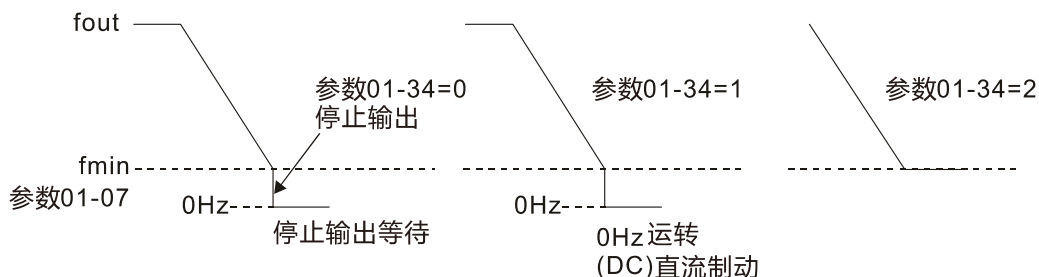 fout
参数01-34=0
停止输出
fmin
参数01-07
0Hz
停止输出等待
参数01-34=1
0Hz
0Hz 运转
(DC)直流制动
参数01-34=2